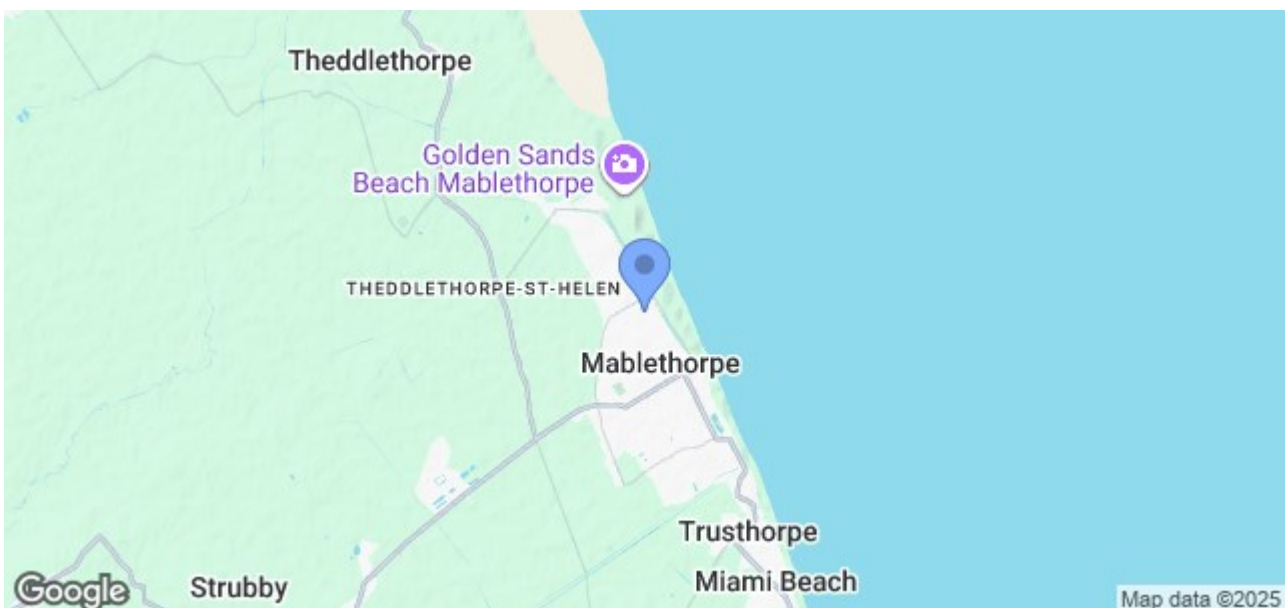 Theddlethorpe
Golden Sands
Beach Mablethorpe
THEDDLETHORPE-ST-HELEN
Mablethorpe
Trusthorpe
Miami Beach
Strubby
Google
Map data ©2025